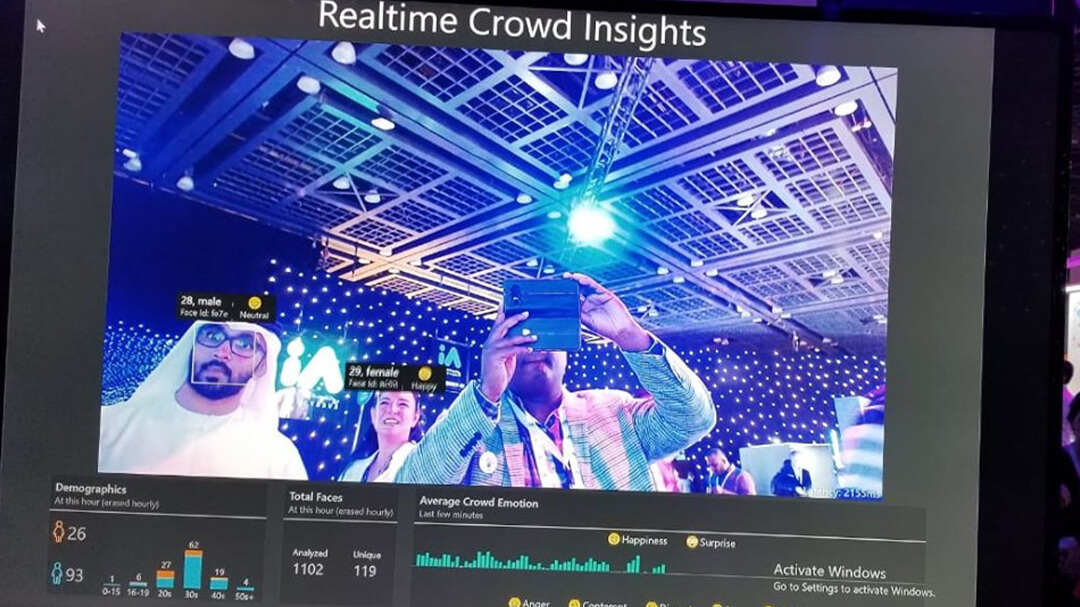 Realtime Crowd Insights
28, male
Face Id: fe7e Neutral
iA
iA
29, female
Happy
2153ms
Demographics
At this hour (erased hourly)
26
93
1
6
27
62
19
4
0-15 16-19 20s 30s 40s 50s+
Total Faces
At this hour (erased hourly)
Analyzed Unique
1102 119
Average Crowd Emotion
Last few minutes
Happiness Surprise
Anger Contempt
Activate Windows
Go to Settings to activate Windows.